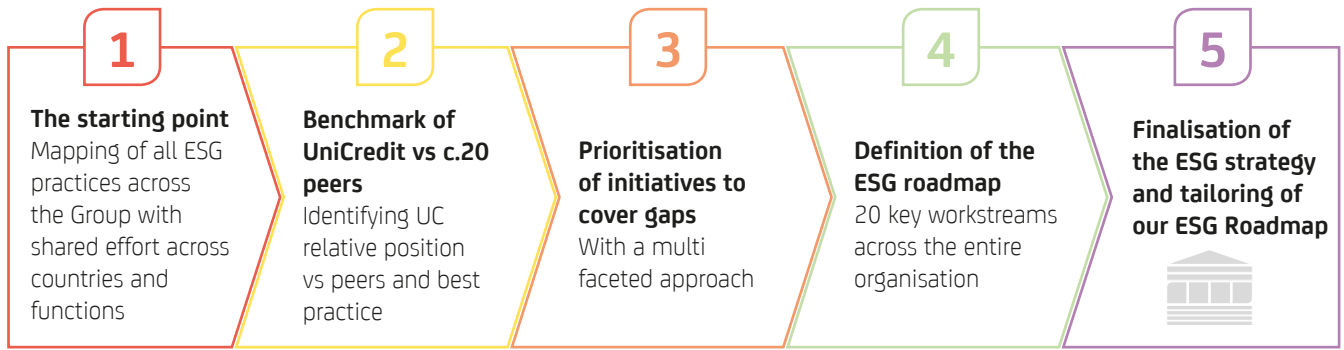 1
The starting point
Mapping of all ESG
practices across
the Group with
shared effort across
countries and
functions
2
Benchmark of
UniCredit vs c.20
peers
Identifying UC
relative position
vs peers and best
practice
3
Prioritisation
of initiatives to
cover gaps
With a multi
faceted approach
4
Definition of the
ESG roadmap
20 key workstreams
across the entire
organisation
5
Finalisation of
the ESG strategy
and tailoring of
our ESG Roadmap